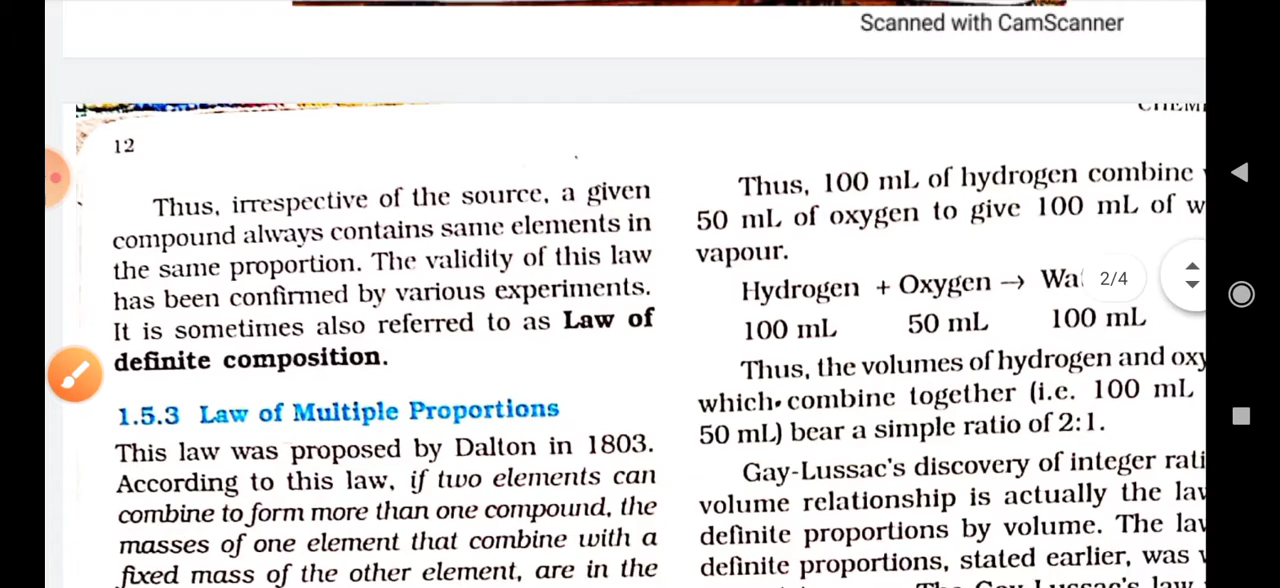 Scanned with CamScanner
12
Thus, irrespective of the source, a given
compound always contains same elements in
the same proportion. The validity of this law
has been confirmed by various experiments.
It is sometimes also referred to as Law of
definite composition.
1.5.3 Law of Multiple Proportions
This law was proposed by Dalton in 1803.
According to this law, if two elements can
combine to form more than one compound, the
masses of one element that combine with a
fixed mass of the other element, are in the
Thus, 100 mL of hydrogen combine
50 mL of oxygen to give 100 mL of
vapour.
Hydrogen + Oxygen →
100 mL 50 mL 100 mL
2/4
Thus, the volumes of hydrogen and
which combine together (i.e. 100 mL
50 mL) bear a simple ratio of 2:1.
Gay-Lussac's discovery of integer
volume relationship is actually the
definite proportions by volume. The
definite proportions, stated earlier, was